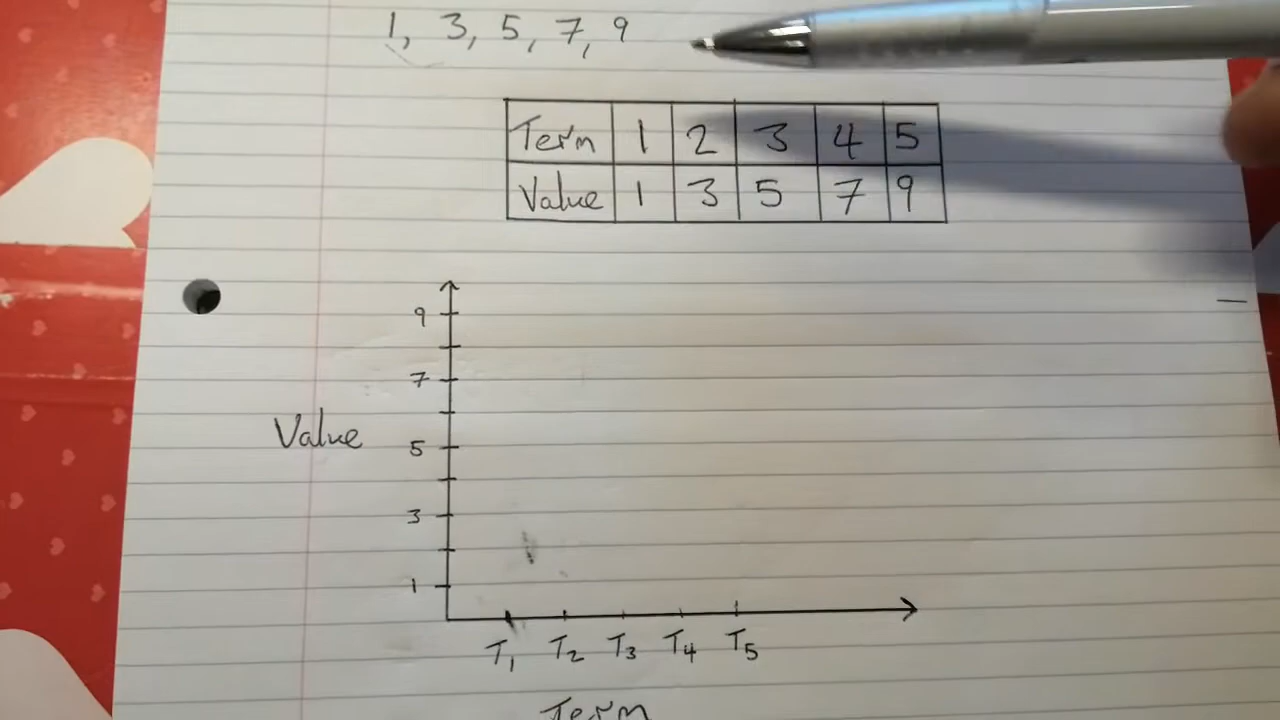 1, 3, 5, 7, 9
Term 1 2 3 4 5
Value 1 3 5 7 9
9
7
Value 5
3
1
T1 T2 T3 T4 T5
Term